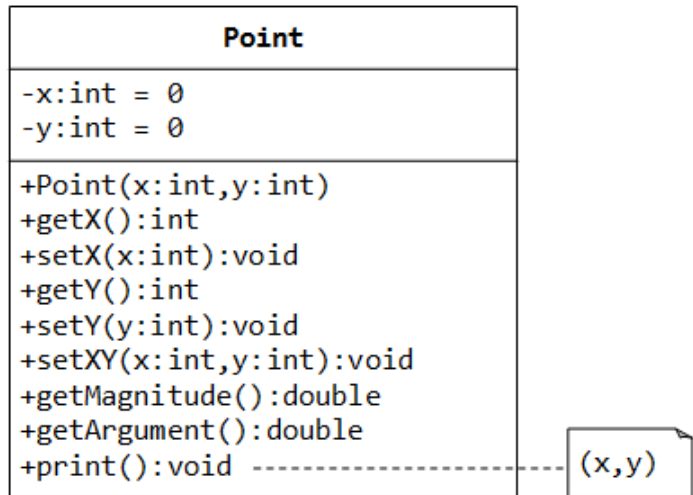 Point
-x:int = 0
-y:int = 0
+Point(x:int,y:int)
+getX():int
+setX(x:int):void
+getY():int
+setY(y:int):void
+setXY(x:int,y:int):void
+getMagnitude():double
+getArgument():double
+print():void
(x,y)